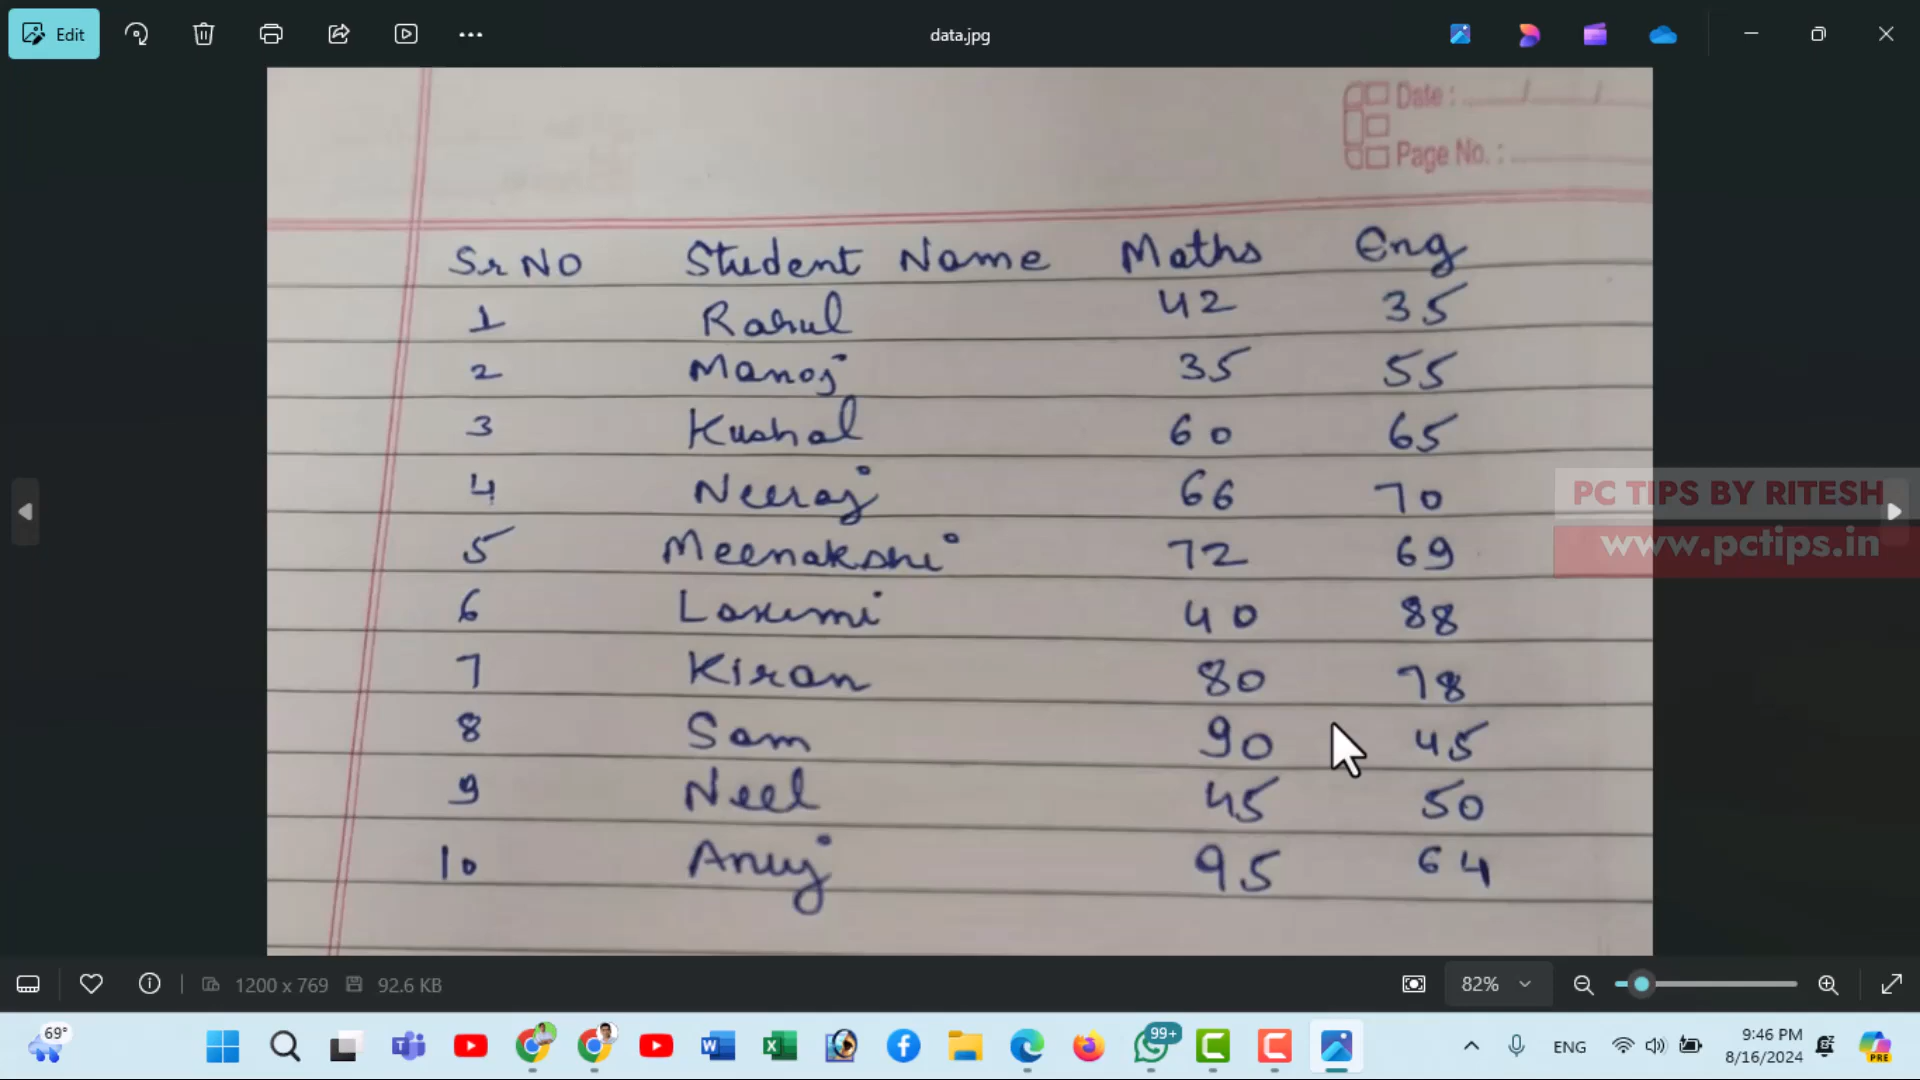 Edit
data.jpg
Date : / /
Page No. :
Sr NO Student Name Maths Eng
1 Rahul 42 35
2 Manoj 35 55
3 Kushal 60 65
4 Neeraj 66 70
PC TIPS BY RITESH
www.pctips.in
5 Meenakshi 72 69
6 Laxmi 40 88
7 Kiran 80 78
8 Sam 90 45
9 Neel 45 50
10 Anuj 95 64
1200 x 769 92.6 KB 82%
69° 99+ ENG 9:46 PM
8/16/2024
PRE